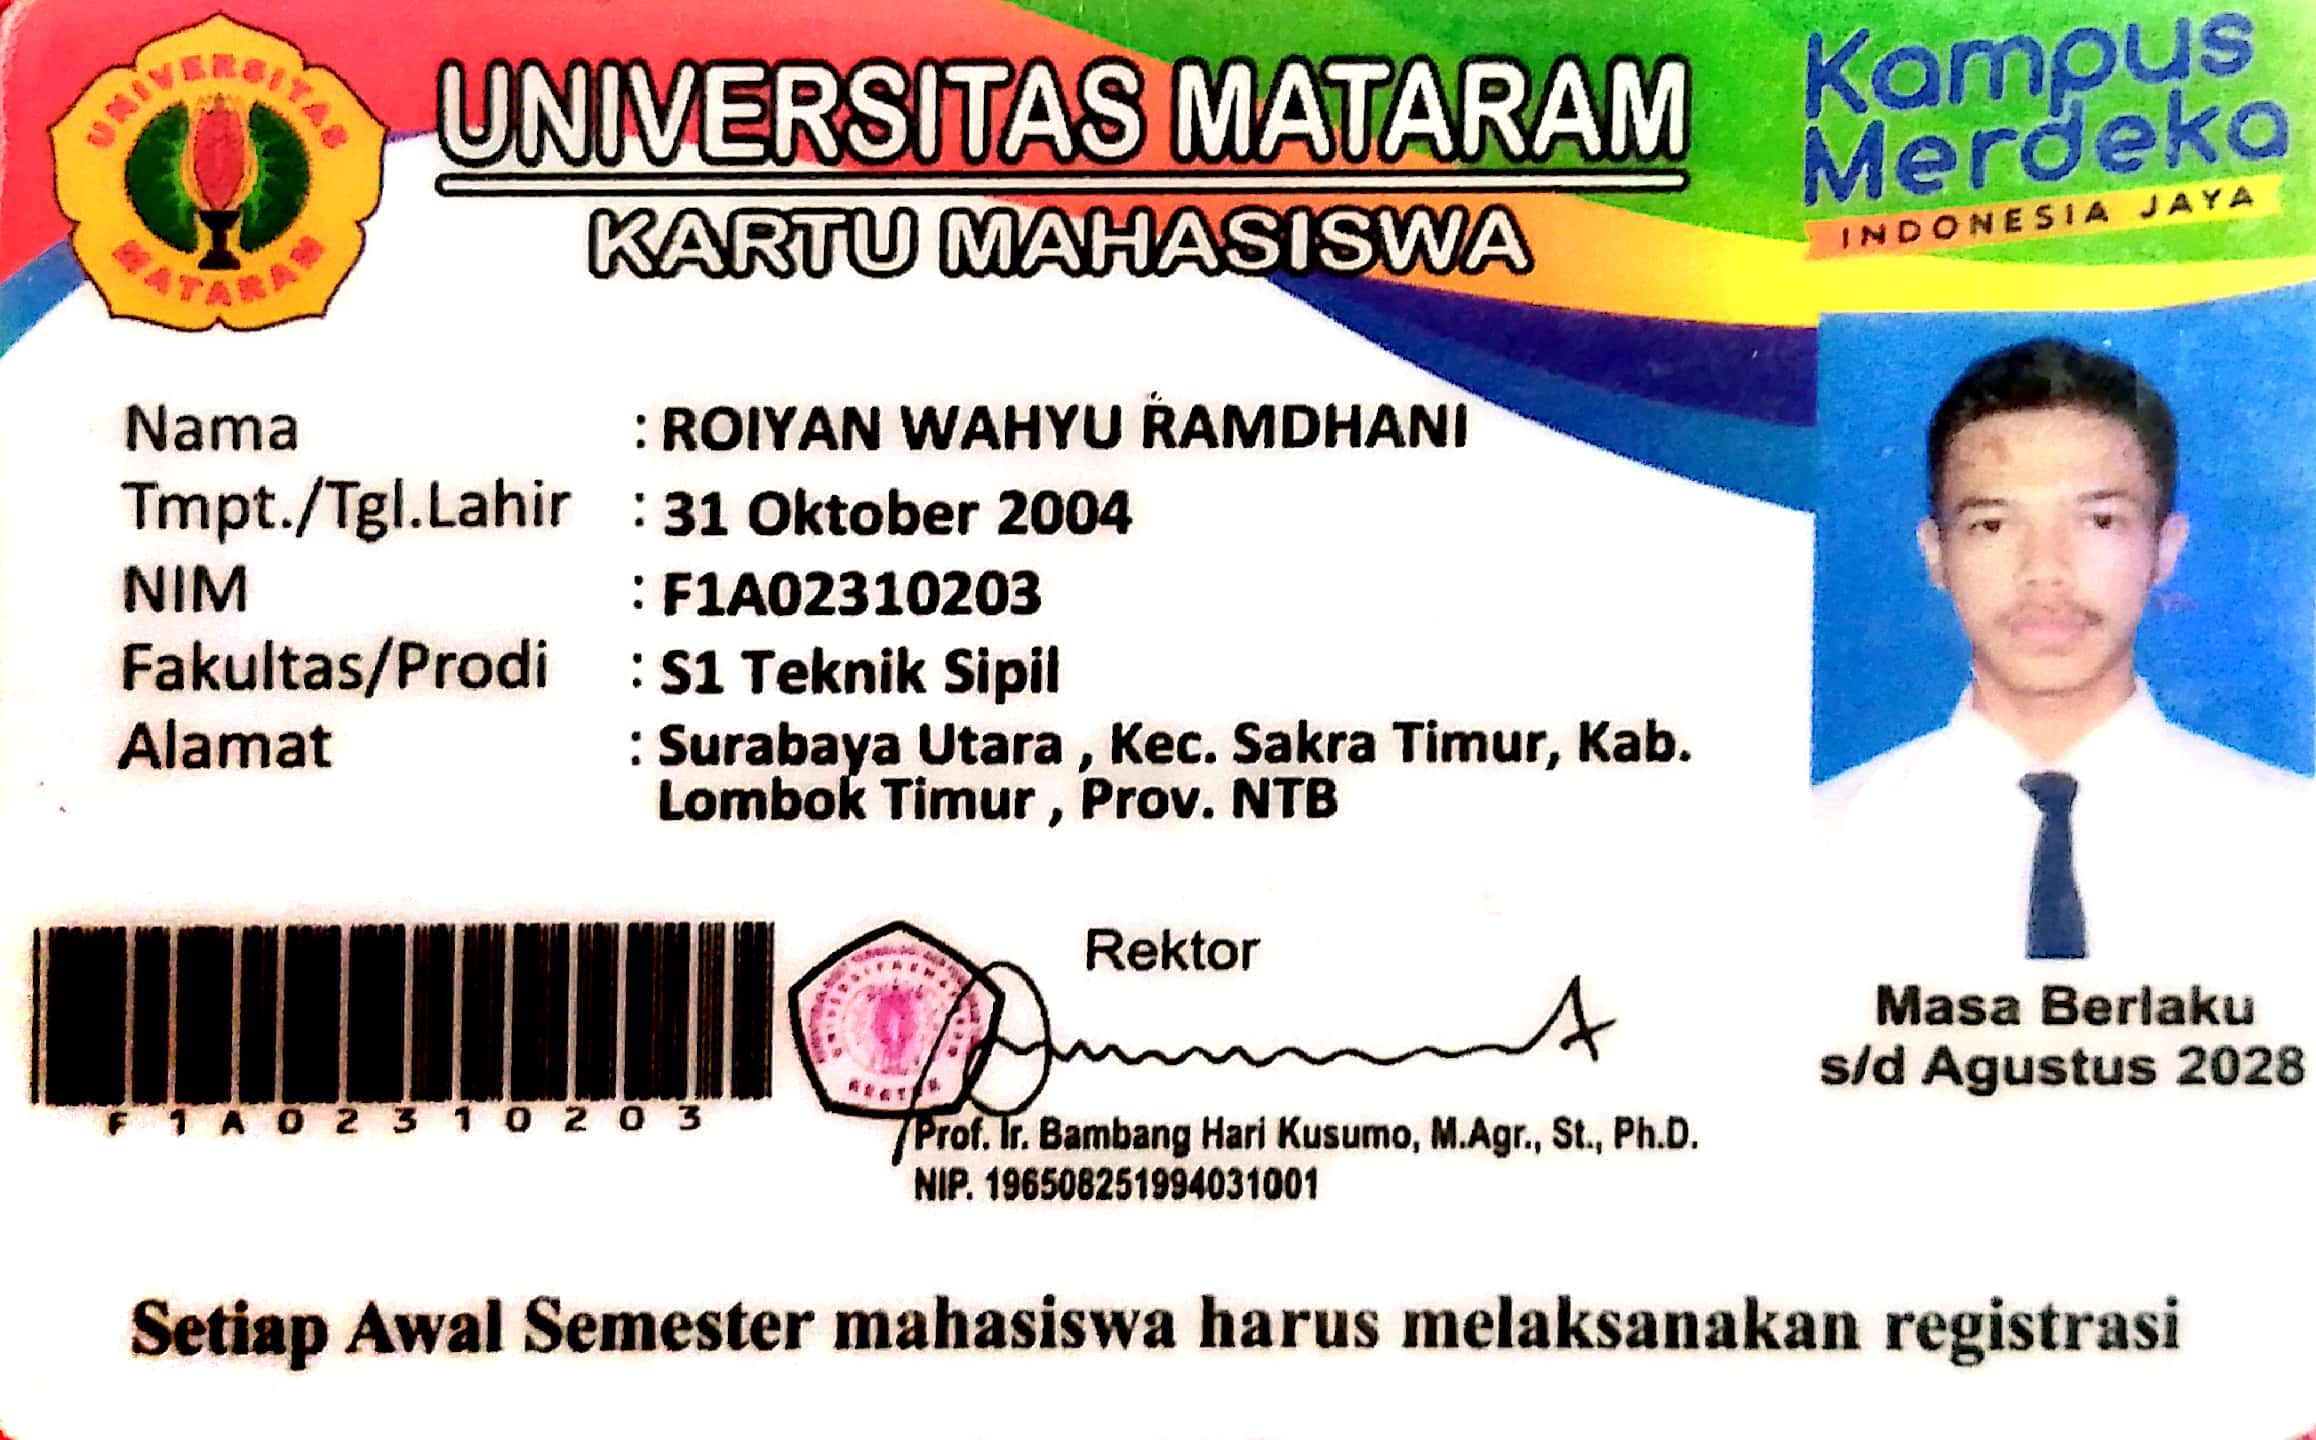 UNIVERSITAS MATARAM
UNIVERSITAS MATARAM
KARTU MAHASISWA
Kampus
Merdeka
INDONESIA JAYA
Nama : ROIYAN WAHYU RAMDHANI
Tmpt./Tgl.Lahir : 31 Oktober 2004
NIM : F1A02310203
Fakultas/Prodi : S1 Teknik Sipil
Alamat : Surabaya Utara , Kec. Sakra Timur, Kab.
Lombok Timur , Prov. NTB
F1A02310203
Rektor
REKTOR
Prof. Ir. Bambang Hari Kusumo, M.Agr., St., Ph.D.
NIP. 196508251994031001
Masa Berlaku
s/d Agustus 2028
Setiap Awal Semester mahasiswa harus melaksanakan registrasi